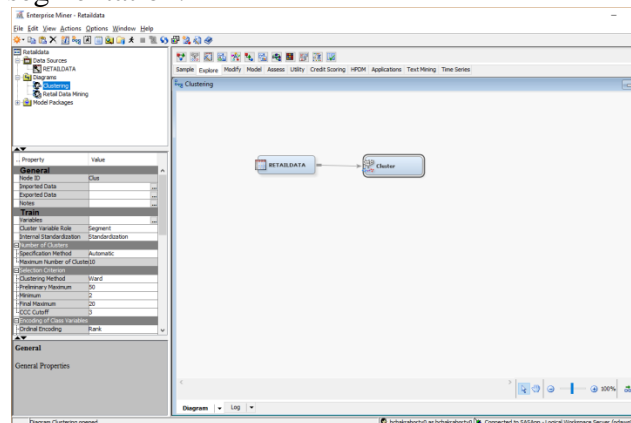 Enterprise Miner - Retaildata
File Edit View Actions Options Window Help
Retaildata
Data Sources
RETAILDATA
Diagrams
Clustering
Retail Data Mining
Model Packages
Sample Explore Modify Model Assess Utility Credit Scoring HPDM Applications Text Mining Time Series
Clustering
RETAILDATA
Cluster
.. Property Value
General
Node ID Clus
Imported Data ...
Exported Data ...
Notes ...
Train
Variables ...
Cluster Variable Role Segment
Internal Standardization Standardization
Number of Clusters
Specification Method Automatic
Maximum Number of Cluste 10
Selection Criterion
Clustering Method Ward
Preliminary Maximum 50
Minimum 2
Final Maximum 20
CCC Cutoff 3
Encoding of Class Variables
Ordinal Encoding Rank
General
General Properties
100%
Diagram Log
Diagram Clustering opened
Connected to SASApp - Logical Workspace Server